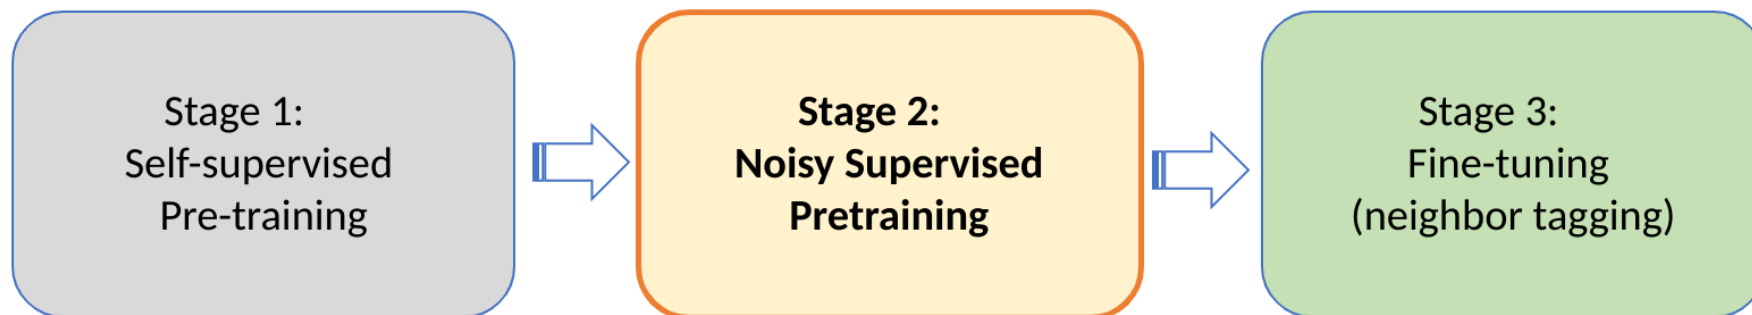 Stage 1:
Self-supervised
Pre-training
Stage 2:
Noisy Supervised
Pretraining
Stage 3:
Fine-tuning
(neighbor tagging)